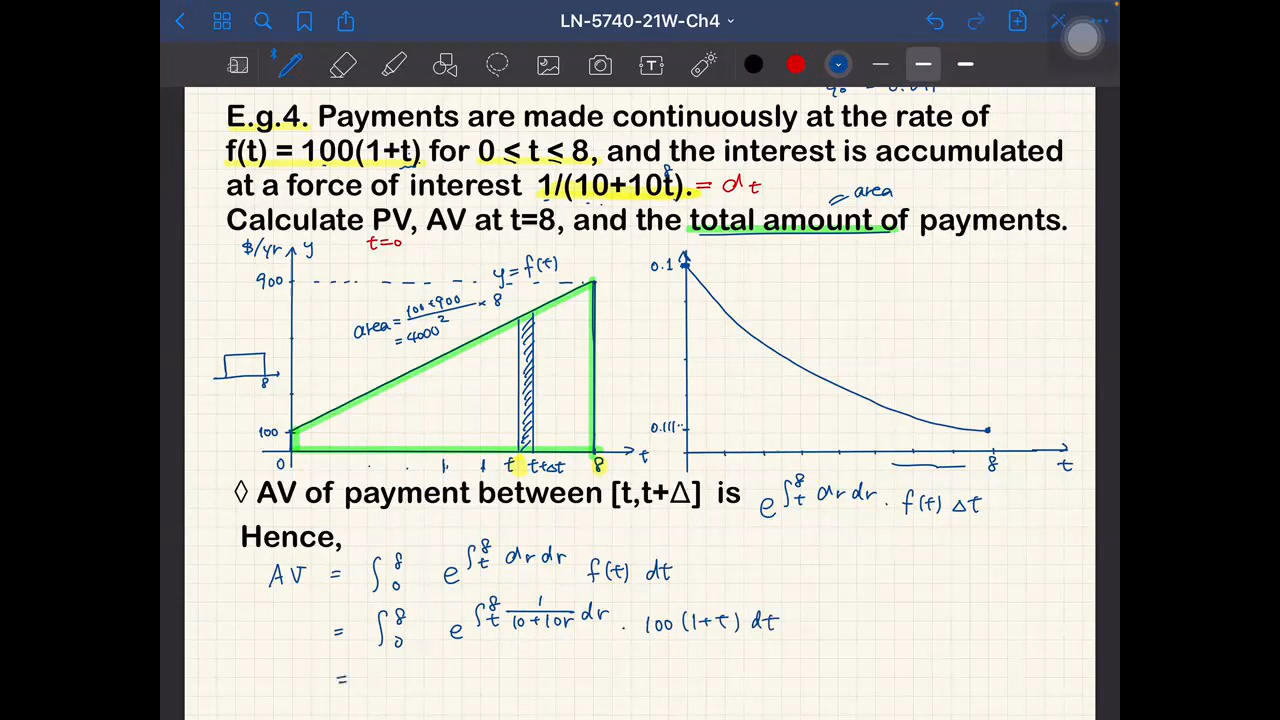 LN-5740-21W-Ch4
E.g.4. Payments are made continuously at the rate of
f(t) = 100(1+t) for 0 ≤ t ≤ 8, and the interest is accumulated
at a force of interest 1/(10+10t). = d t
8
= area
Calculate PV, AV at t=8, and the total amount of payments.
t=0
$/yr y
900
y = f(t)
area = (100+900)/2 × 8
= 4000
8
100
0 t t+Δt 8 t
0.1
0.111..
8 t
◊ AV of payment between [t,t+Δ] is e^{∫_t^8 dr dr} . f(t) Δt
Hence,
AV = ∫_0^8 e^{∫_t^8 dr dr} f(t) dt
= ∫_0^8 e^{∫_t^8 1/(10+10r) dr} . 100 (1+t) dt
=